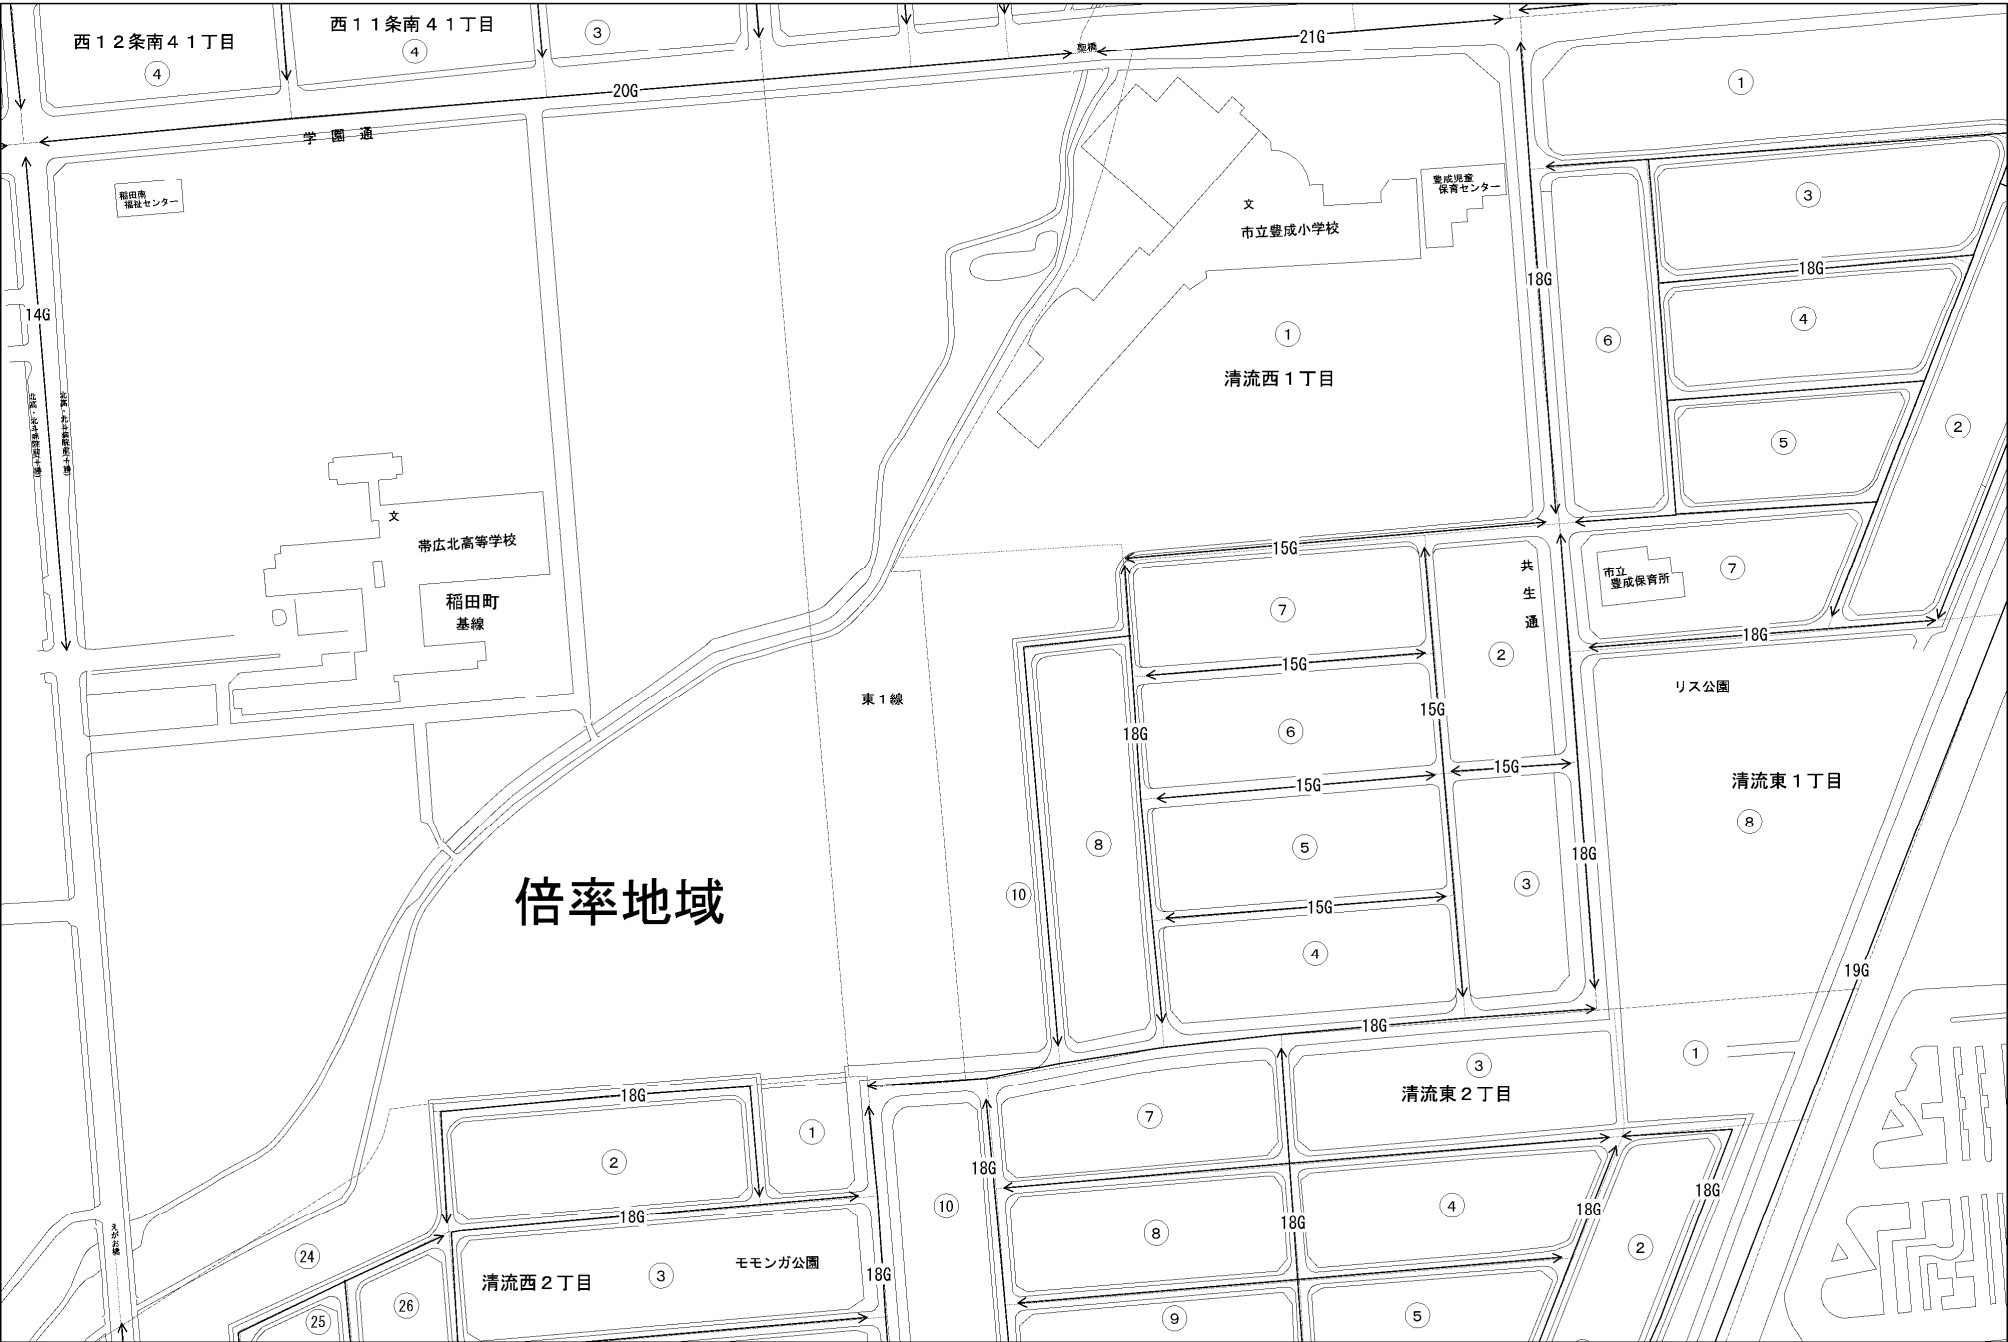 西１２条南４１丁目
④
西１１条南４１丁目
④
③
架橋
21G
①
20G
学園通
稲田南
福祉センター
豊成児童
保育センター
文
市立豊成小学校
③
18G
④
18G
14G
①
清流西１丁目
⑥
⑤
②
文
帯広北高等学校
稲田町
基線
15G
共生通
市立
豊成保育所
⑦
⑦
18G
②
15G
東１線
リス公園
15G
18G
⑥
15G
15G
清流東１丁目
⑧
⑧
⑤
18G
③
⑩
倍率地域
15G
④
19G
18G
①
③
清流東２丁目
18G
⑦
①
②
18G
⑩
18G
④
18G
18G
18G
②
⑧
18G
えがお橋
㉔
モモンガ公園
清流西２丁目
③
18G
㉖
㉕
⑨
⑤